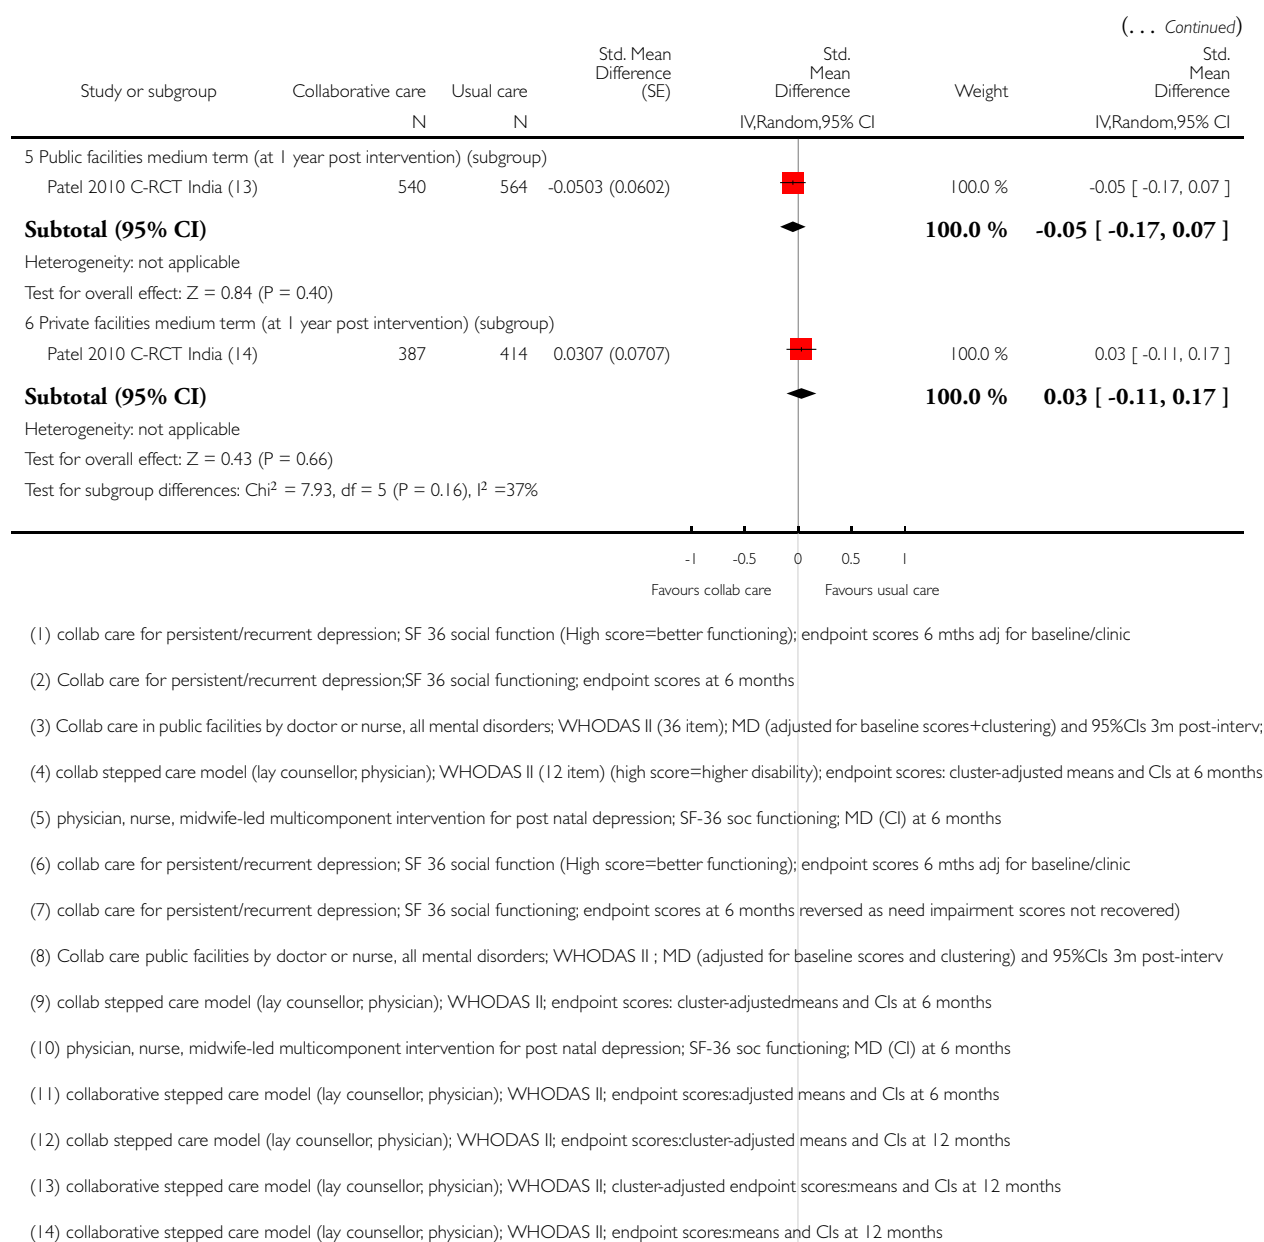 (... Continued)
Std. Mean Std. Std.
Difference Mean Mean
Study or subgroup Collaborative care Usual care (SE) Difference Weight Difference
N N IV,Random,95% CI IV,Random,95% CI
5 Public facilities medium term (at 1 year post intervention) (subgroup)
Patel 2010 C-RCT India (13) 540 564 -0.0503 (0.0602) 100.0 % -0.05 [ -0.17, 0.07 ]
Subtotal (95% CI) 100.0 % -0.05 [ -0.17, 0.07 ]
Heterogeneity: not applicable
Test for overall effect: Z = 0.84 (P = 0.40)
6 Private facilities medium term (at 1 year post intervention) (subgroup)
Patel 2010 C-RCT India (14) 387 414 0.0307 (0.0707) 100.0 % 0.03 [ -0.11, 0.17 ]
Subtotal (95% CI) 100.0 % 0.03 [ -0.11, 0.17 ]
Heterogeneity: not applicable
Test for overall effect: Z = 0.43 (P = 0.66)
Test for subgroup differences: Chi² = 7.93, df = 5 (P = 0.16), I² =37%
-1 -0.5 0 0.5 1
Favours collab care Favours usual care
(1) collab care for persistent/recurrent depression; SF 36 social function (High score=better functioning); endpoint scores 6 mths adj for baseline/clinic
(2) Collab care for persistent/recurrent depression;SF 36 social functioning; endpoint scores at 6 months
(3) Collab care in public facilities by doctor or nurse, all mental disorders; WHODAS II (36 item); MD (adjusted for baseline scores+clustering) and 95%CIs 3m post-interv;
(4) collab stepped care model (lay counsellor, physician); WHODAS II (12 item) (high score=higher disability); endpoint scores: cluster-adjusted means and CIs at 6 months
(5) physician, nurse, midwife-led multicomponent intervention for post natal depression; SF-36 soc functioning; MD (CI) at 6 months
(6) collab care for persistent/recurrent depression; SF 36 social function (High score=better functioning); endpoint scores 6 mths adj for baseline/clinic
(7) collab care for persistent/recurrent depression; SF 36 social functioning; endpoint scores at 6 months reversed as need impairment scores not recovered)
(8) Collab care public facilities by doctor or nurse, all mental disorders; WHODAS II ; MD (adjusted for baseline scores and clustering) and 95%CIs 3m post-interv
(9) collab stepped care model (lay counsellor, physician); WHODAS II; endpoint scores: cluster-adjustedmeans and CIs at 6 months
(10) physician, nurse, midwife-led multicomponent intervention for post natal depression; SF-36 soc functioning; MD (CI) at 6 months
(11) collaborative stepped care model (lay counsellor, physician); WHODAS II; endpoint scores:adjusted means and CIs at 6 months
(12) collab stepped care model (lay counsellor, physician); WHODAS II; endpoint scores:cluster-adjusted means and CIs at 12 months
(13) collaborative stepped care model (lay counsellor, physician); WHODAS II; cluster-adjusted endpoint scores:means and CIs at 12 months
(14) collaborative stepped care model (lay counsellor, physician); WHODAS II; endpoint scores:means and CIs at 12 months